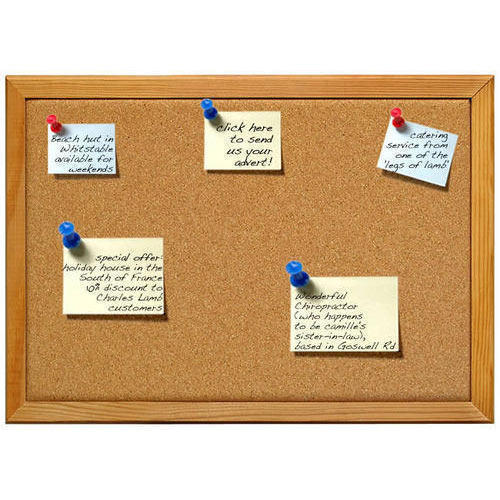 Beach hut in
Whitstable
available for
weekends
click here
to send
us your
advert!
catering
service from
one of the
'legs of lamb'
special offer:
holiday house in the
South of France
10% discount to
Charles Lamb
customers
Wonderful
Chiropractor
(who happens
to be camille's
sister-in-law),
based in Goswell Rd